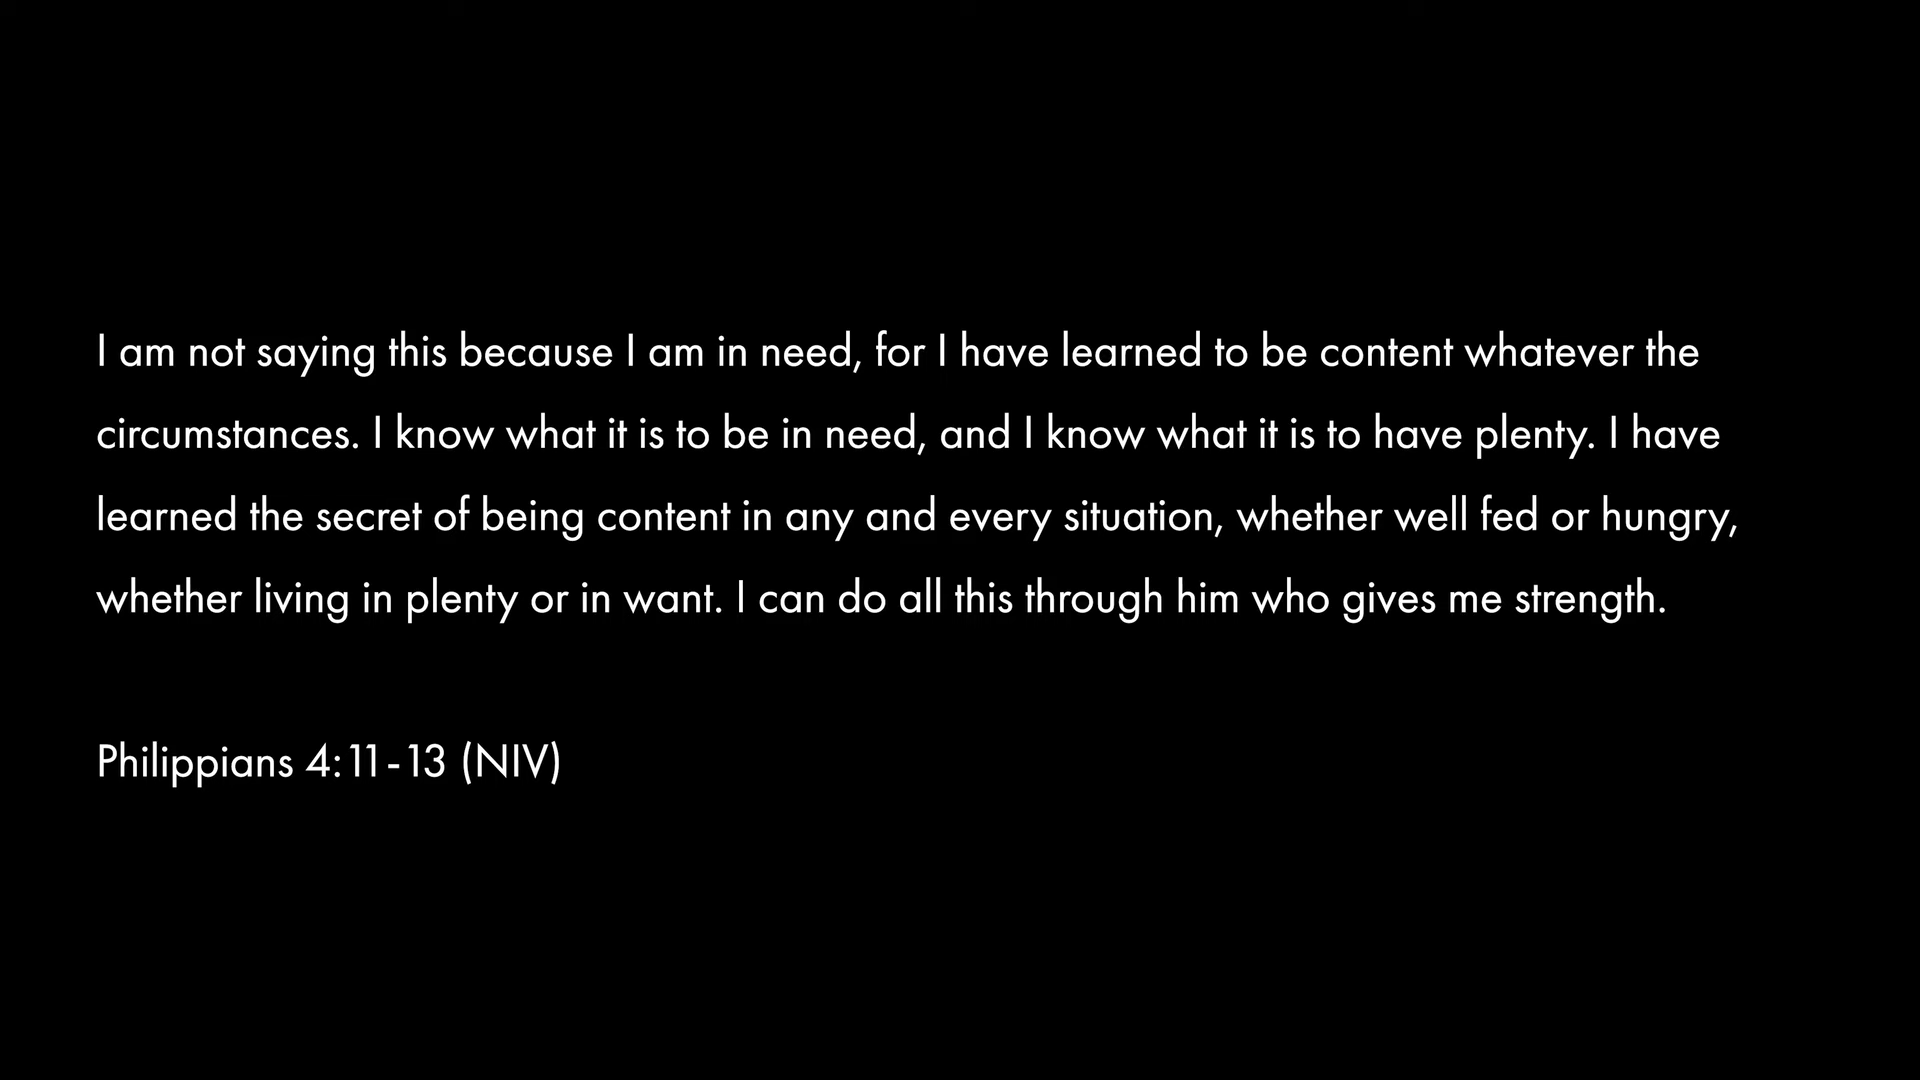 I am not saying this because I am in need, for I have learned to be content whatever the
circumstances. I know what it is to be in need, and I know what it is to have plenty. I have
learned the secret of being content in any and every situation, whether well fed or hungry,
whether living in plenty or in want. I can do all this through him who gives me strength.
Philippians 4:11-13 (NIV)